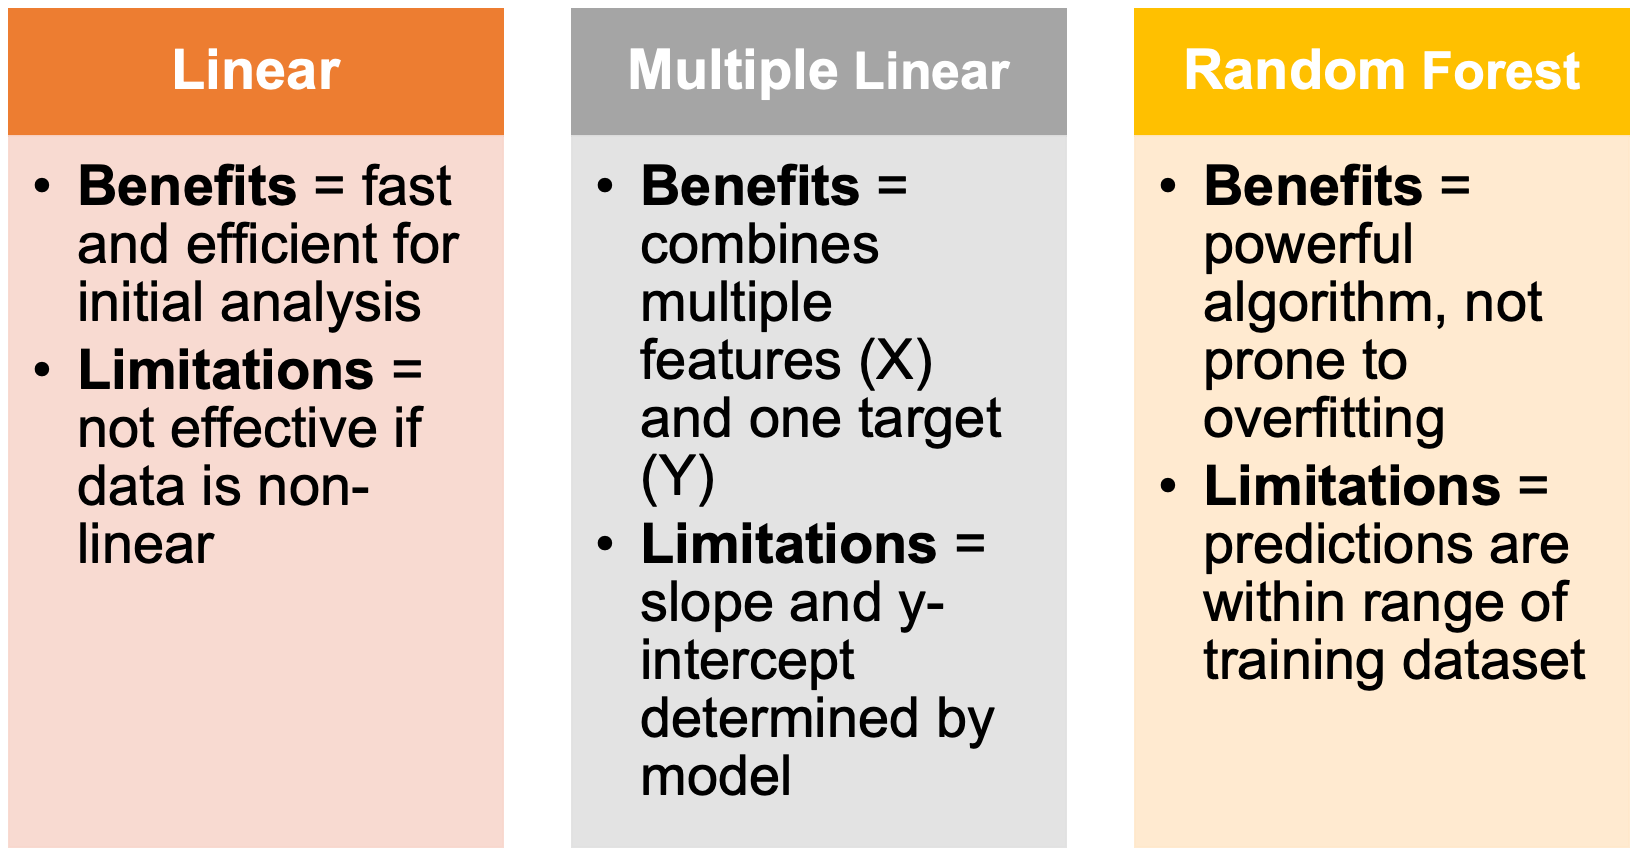 Linear
• Benefits = fast
and efficient for
initial analysis
• Limitations =
not effective if
data is non-
linear
Multiple Linear
• Benefits =
combines
multiple
features (X)
and one target
(Y)
• Limitations =
slope and y-
intercept
determined by
model
Random Forest
• Benefits =
powerful
algorithm, not
prone to
overfitting
• Limitations =
predictions are
within range of
training dataset